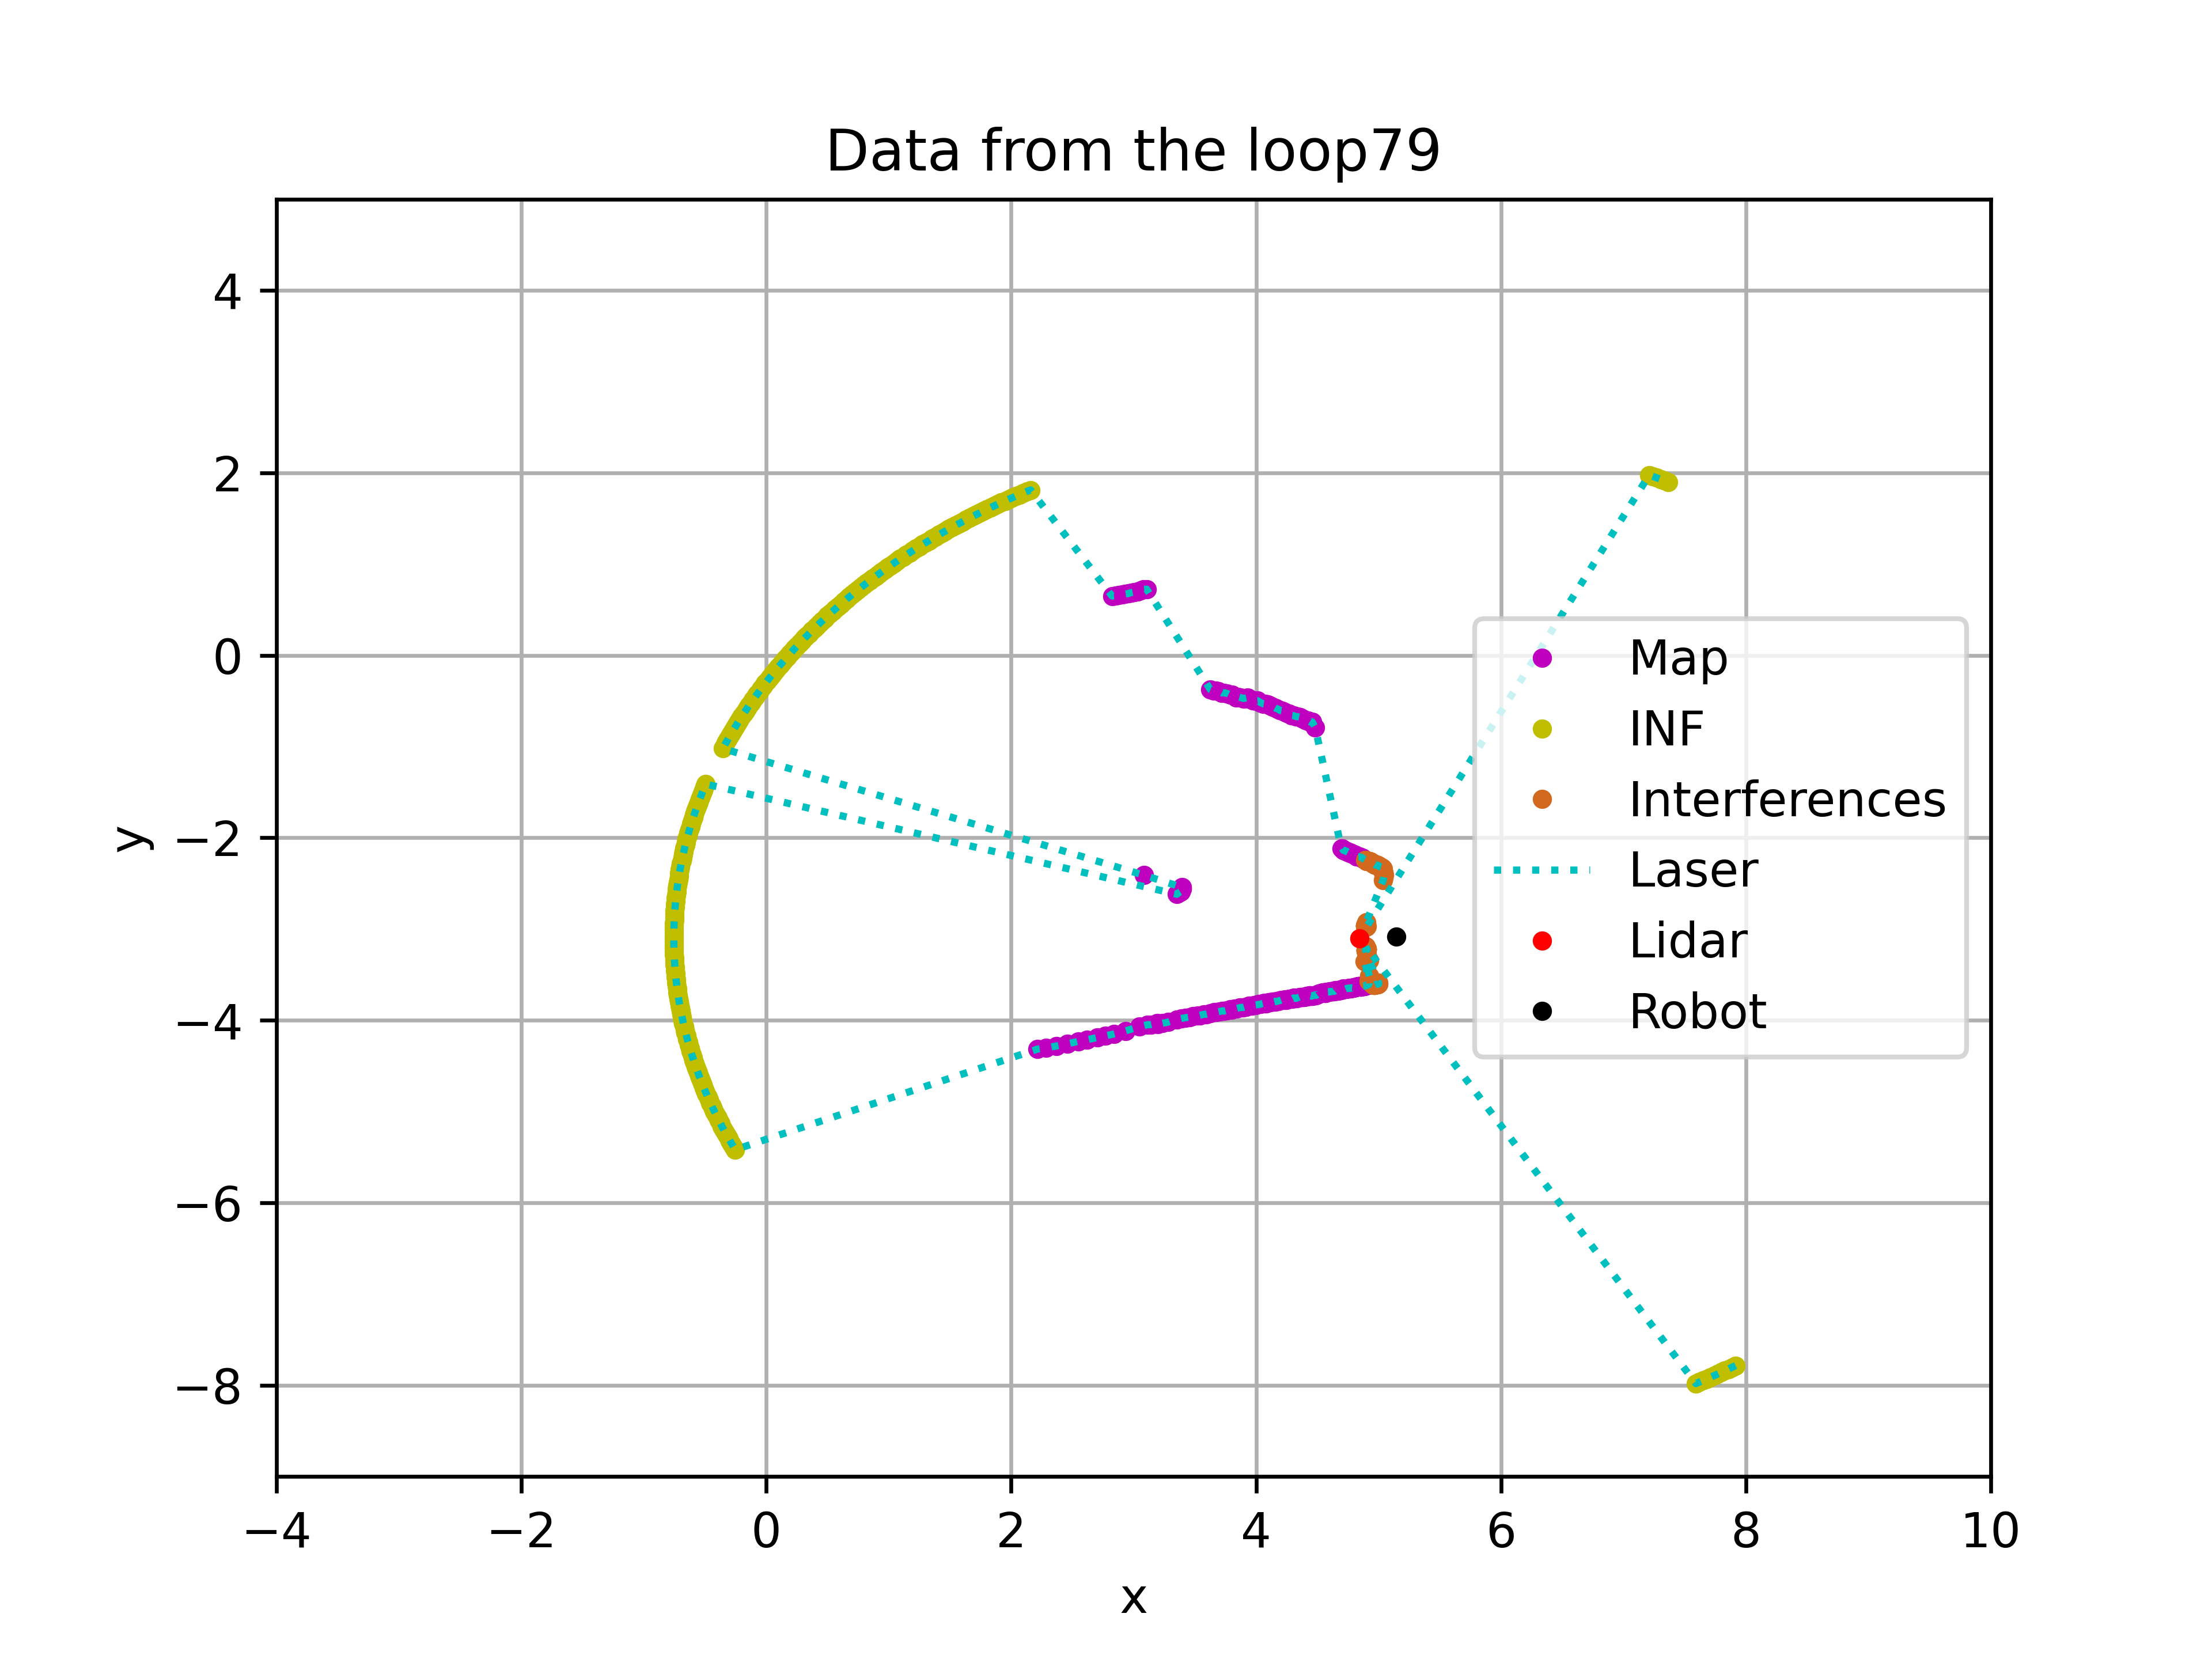 Data from the loop79
4
2
0
−2
−4
−6
−8
y
Map
INF
Interferences
Laser
Lidar
Robot
−4 −2 0 2 4 6 8 10
x